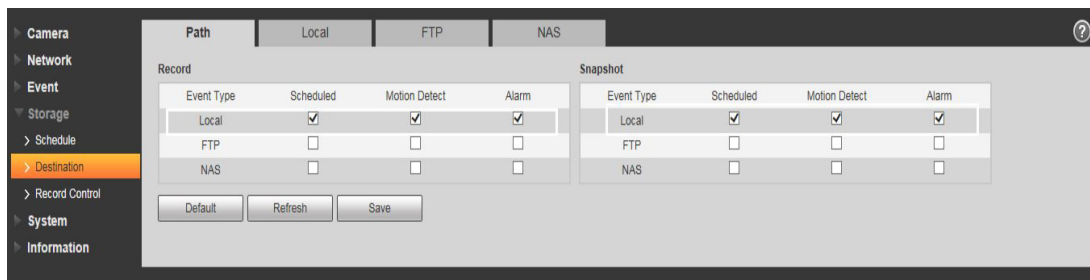 Camera
Network
Event
Storage
Schedule
Destination
Record Control
System
Information
Path Local FTP NAS
Record
Event Type Scheduled Motion Detect Alarm
Local
FTP
NAS
Snapshot
Event Type Scheduled Motion Detect Alarm
Local
FTP
NAS
Default Refresh Save
?